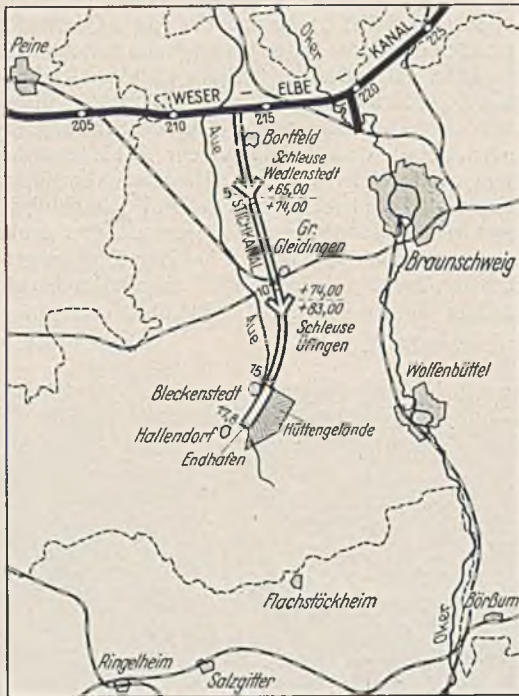 Peine
Oker
225
KANAL
WESER – ELBE –
220
205
210
215
Aue
Bortfeld
Schleuse
Wedlenstedt
5
+65,00
+74,00
STICHKANAL
Gr.
Gleidingen
Braunschweig
10
+74,00
+83,00
Aue
Schleuse
Üfingen
15
Wolfenbüttel
Bleckenstedt
17,8
Hallendorf
Hüttengelände
Endhafen
Flachstöckheim
Oker
Börßum
Ringelheim
Salzgitter